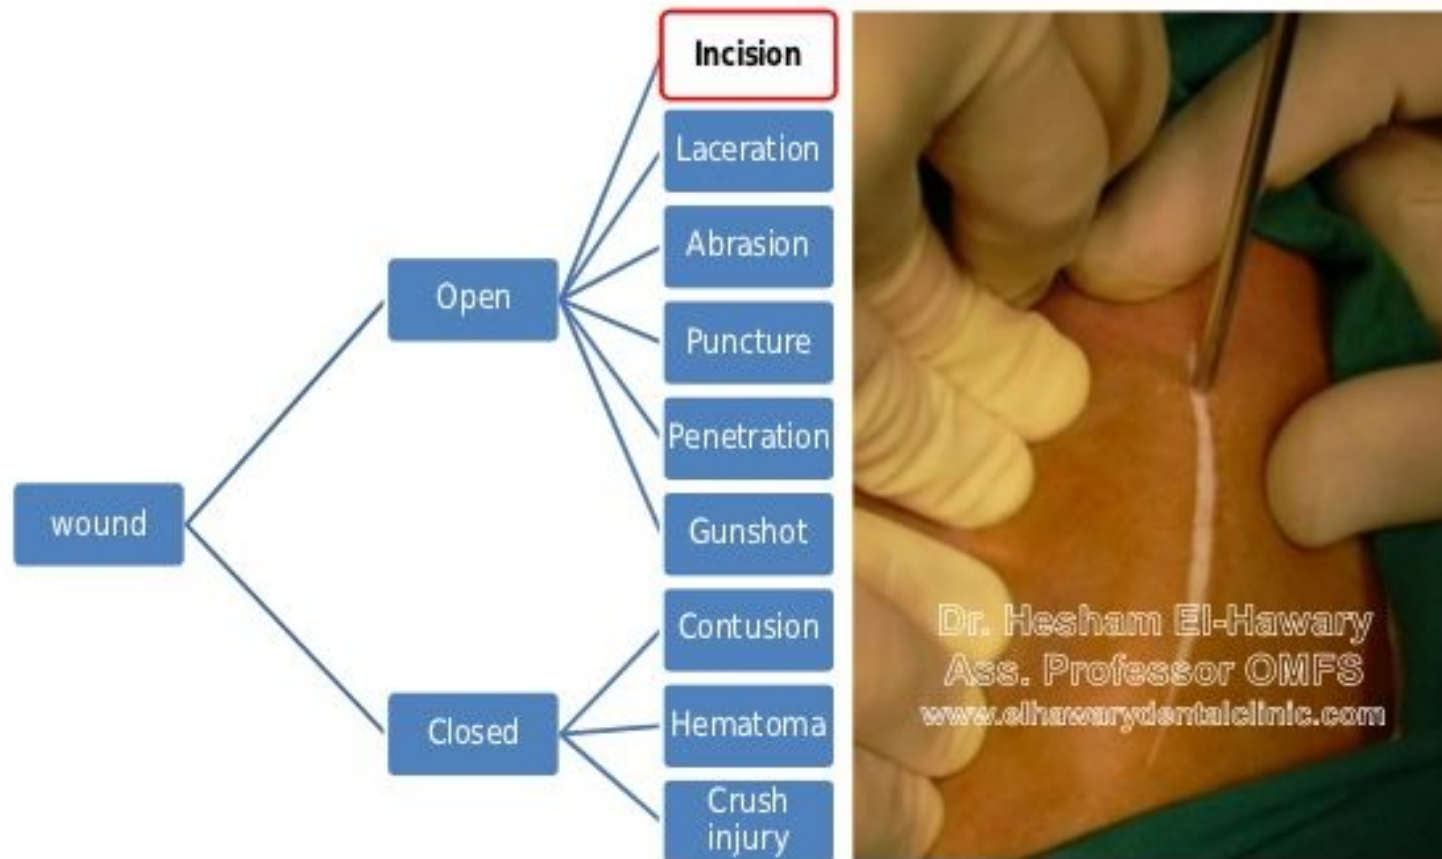 wound
Open
Closed
Incision
Laceration
Abrasion
Puncture
Penetration
Gunshot
Contusion
Hematoma
Crush
injury
Dr. Hesham El-Hawary
Ass. Professor OMFS
www.elhawarydentalclinic.com